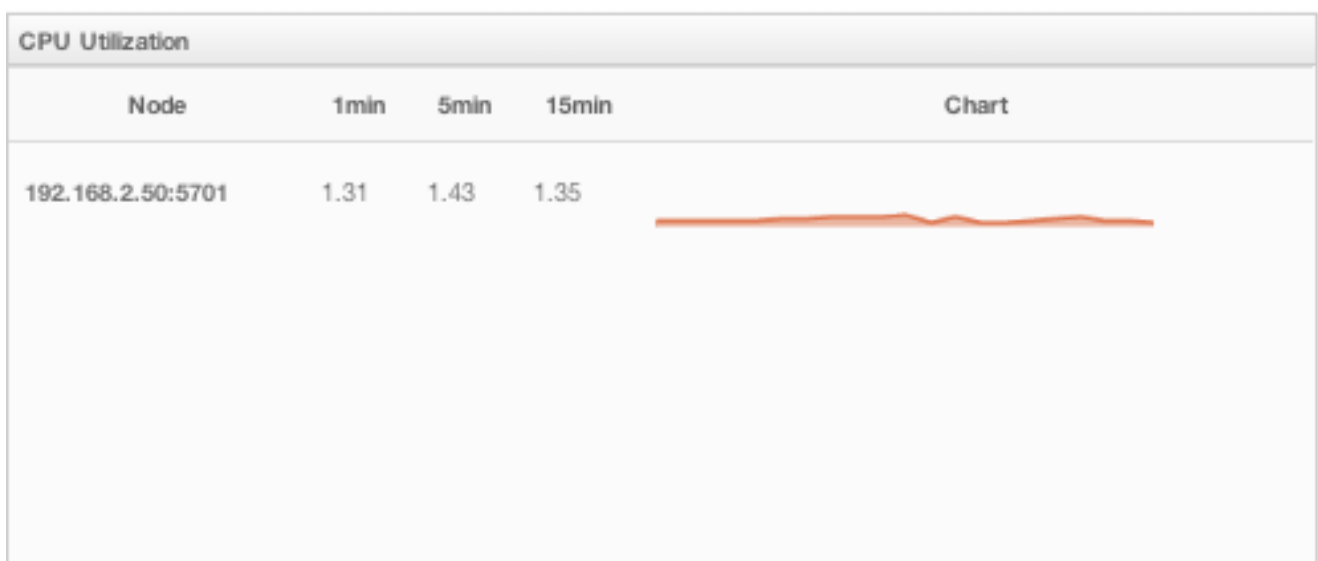 CPU Utilization
Node 1min 5min 15min Chart
192.168.2.50:5701 1.31 1.43 1.35